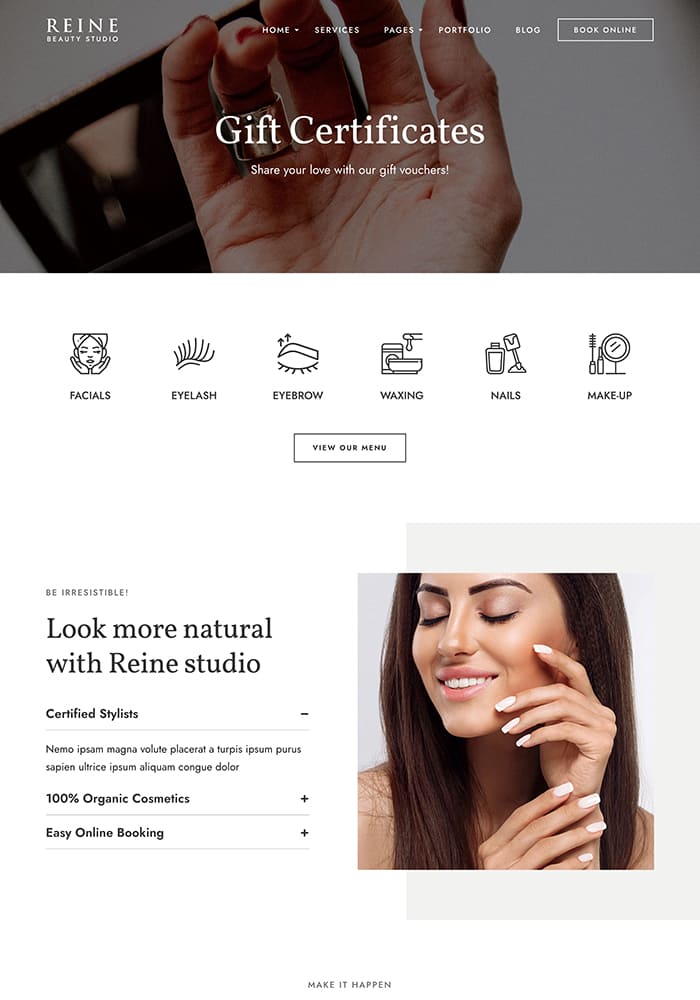 REINE
BEAUTY STUDIO
HOME
SERVICES
PAGES
PORTFOLIO
BLOG
BOOK ONLINE
Gift Certificates
Share your love with our gift vouchers!
FACIALS
EYELASH
EYEBROW
WAXING
NAILS
MAKE-UP
VIEW OUR MENU
BE IRRESISTIBLE!
Look more natural
with Reine studio
Certified Stylists −
Nemo ipsam magna volute placerat a turpis ipsum purus
sapien ultrice ipsum aliquam congue dolor
100% Organic Cosmetics +
Easy Online Booking +
MAKE IT HAPPEN